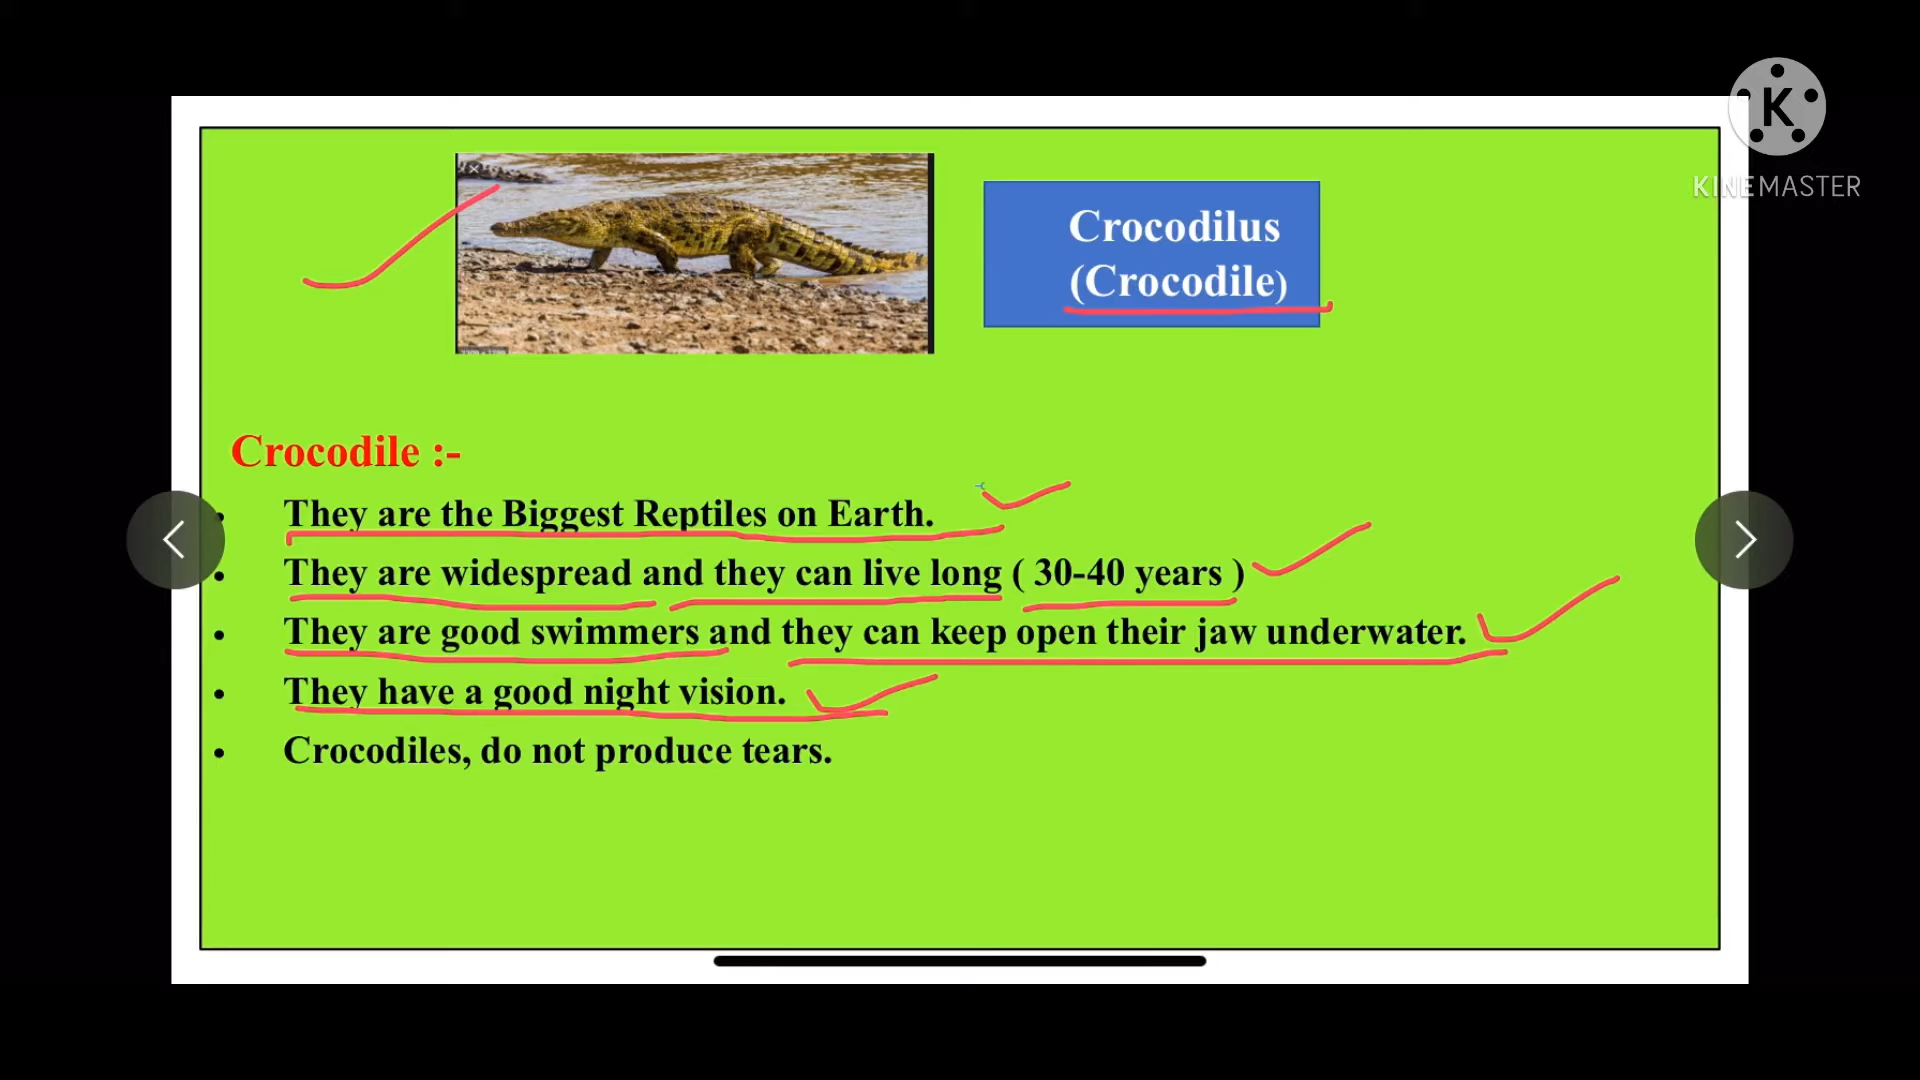 K
KINEMASTER
Crocodilus
(Crocodile)
Crocodile :-
• They are the Biggest Reptiles on Earth.
• They are widespread and they can live long ( 30-40 years )
• They are good swimmers and they can keep open their jaw underwater.
• They have a good night vision.
• Crocodiles, do not produce tears.